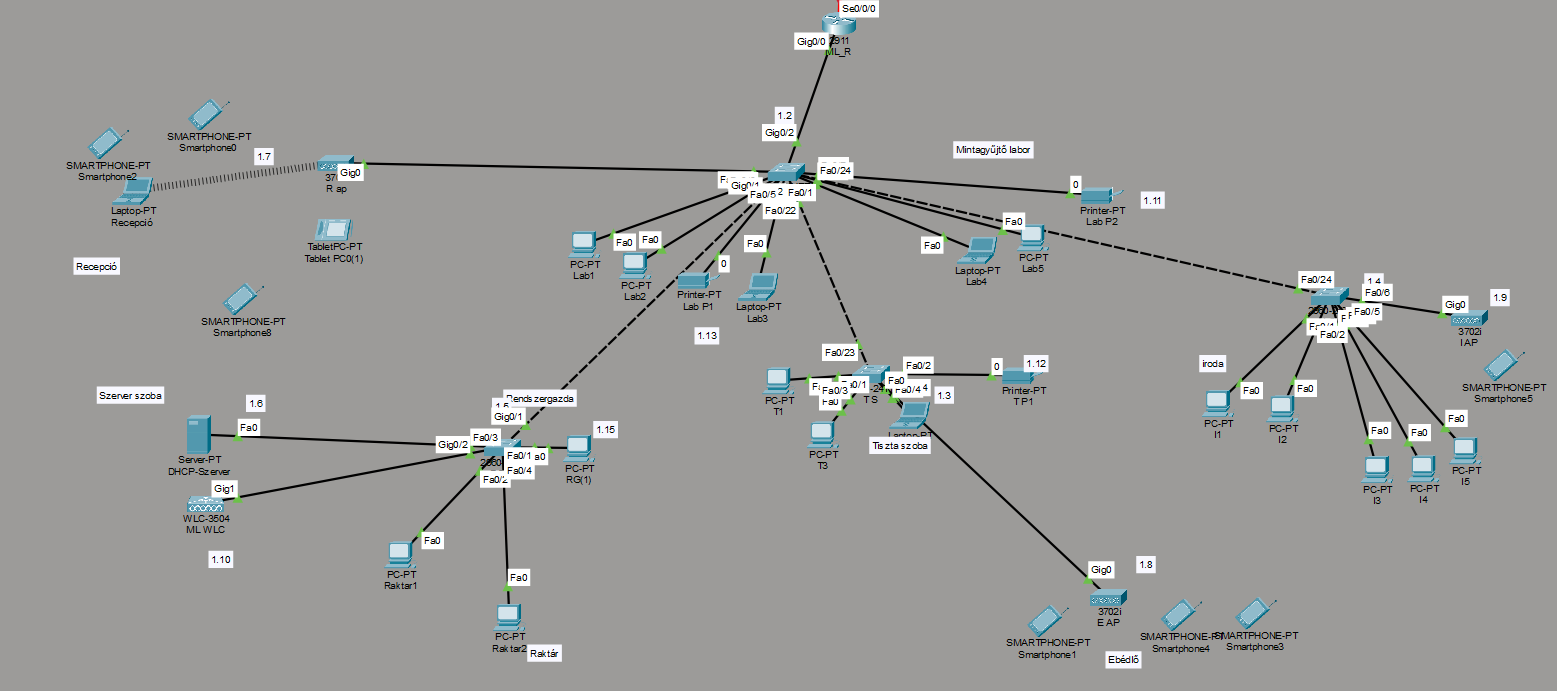 Se0/0/0
Gig0/0
2911
ML_R
1.2
Gig0/2
Mintagyűjtő labor
SMARTPHONE-PT
Smartphone0
SMARTPHONE-PT
Smartphone2
1.7
Gig0
R ap
Laptop-PT
Recepció
TabletPC-PT
Tablet PC0(1)
Recepció
SMARTPHONE-PT
Smartphone8
Fa0/24
Gig0/1
Fa0/1
Fa0/22
0
Printer-PT
Lab P2
1.11
Fa0
PC-PT
Lab1
Fa0
PC-PT
Lab2
0
Printer-PT
Lab P1
1.13
Fa0
Laptop-PT
Lab3
Fa0
Laptop-PT
Lab4
Fa0
PC-PT
Lab5
Fa0/24
1.4
Fa0/6
Fa0/5
Fa0/2
Gig0
1.9
3702i
I AP
iroda
SMARTPHONE-PT
Smartphone5
Fa0
PC-PT
I1
Fa0
PC-PT
I2
Fa0
PC-PT
I3
Fa0
PC-PT
I4
Fa0
PC-PT
I5
Fa0/23
Fa0/2
0
1.12
Printer-PT
T P1
PC-PT
T1
Fa0/3
Fa0
Fa0
1.3
T S
PC-PT
T3
Laptop-PT
Tiszta szoba
Szerver szoba
1.6
Fa0
Server-PT
DHCP-Szerver
Gig1
WLC-3504
ML WLC
1.10
Rendszergazda
Gig0/1
Gig0/2
Fa0/3
Fa0/1
Fa0/4
Fa0/2
1.15
PC-PT
RG(1)
Fa0
PC-PT
Raktar1
Fa0
PC-PT
Raktar2
Raktár
Gig0
1.8
3702i
E AP
SMARTPHONE-PT
Smartphone1
SMARTPHONE-PT
Smartphone4
SMARTPHONE-PT
Smartphone3
Ebédlő